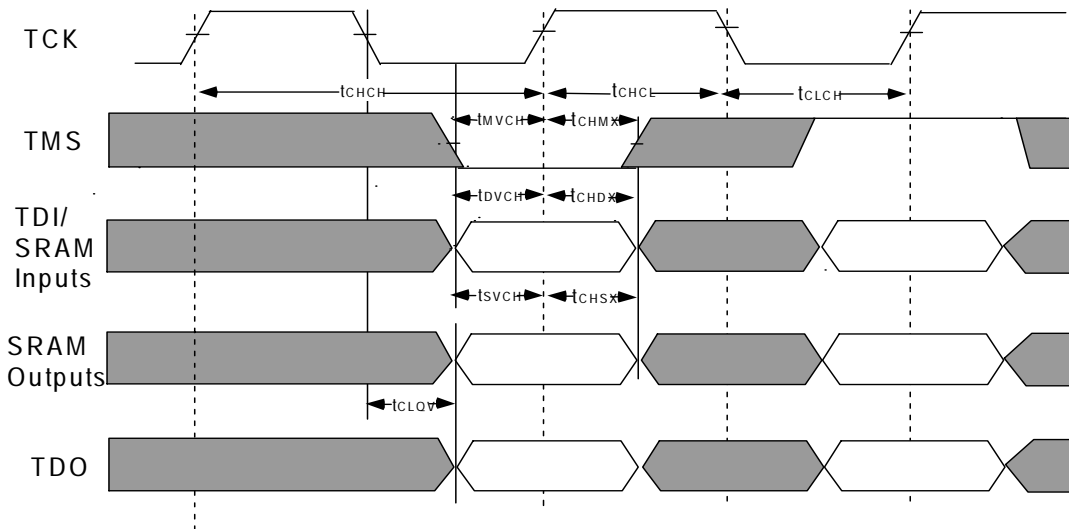 TCK
tCHCH
tCHCL
tCLCH
tMVCH
tCHMX
TMS
tDVCH
tCHDX
TDI/
SRAM
Inputs
tSVCH
tCHSX
SRAM
Outputs
tCLQV
TDO